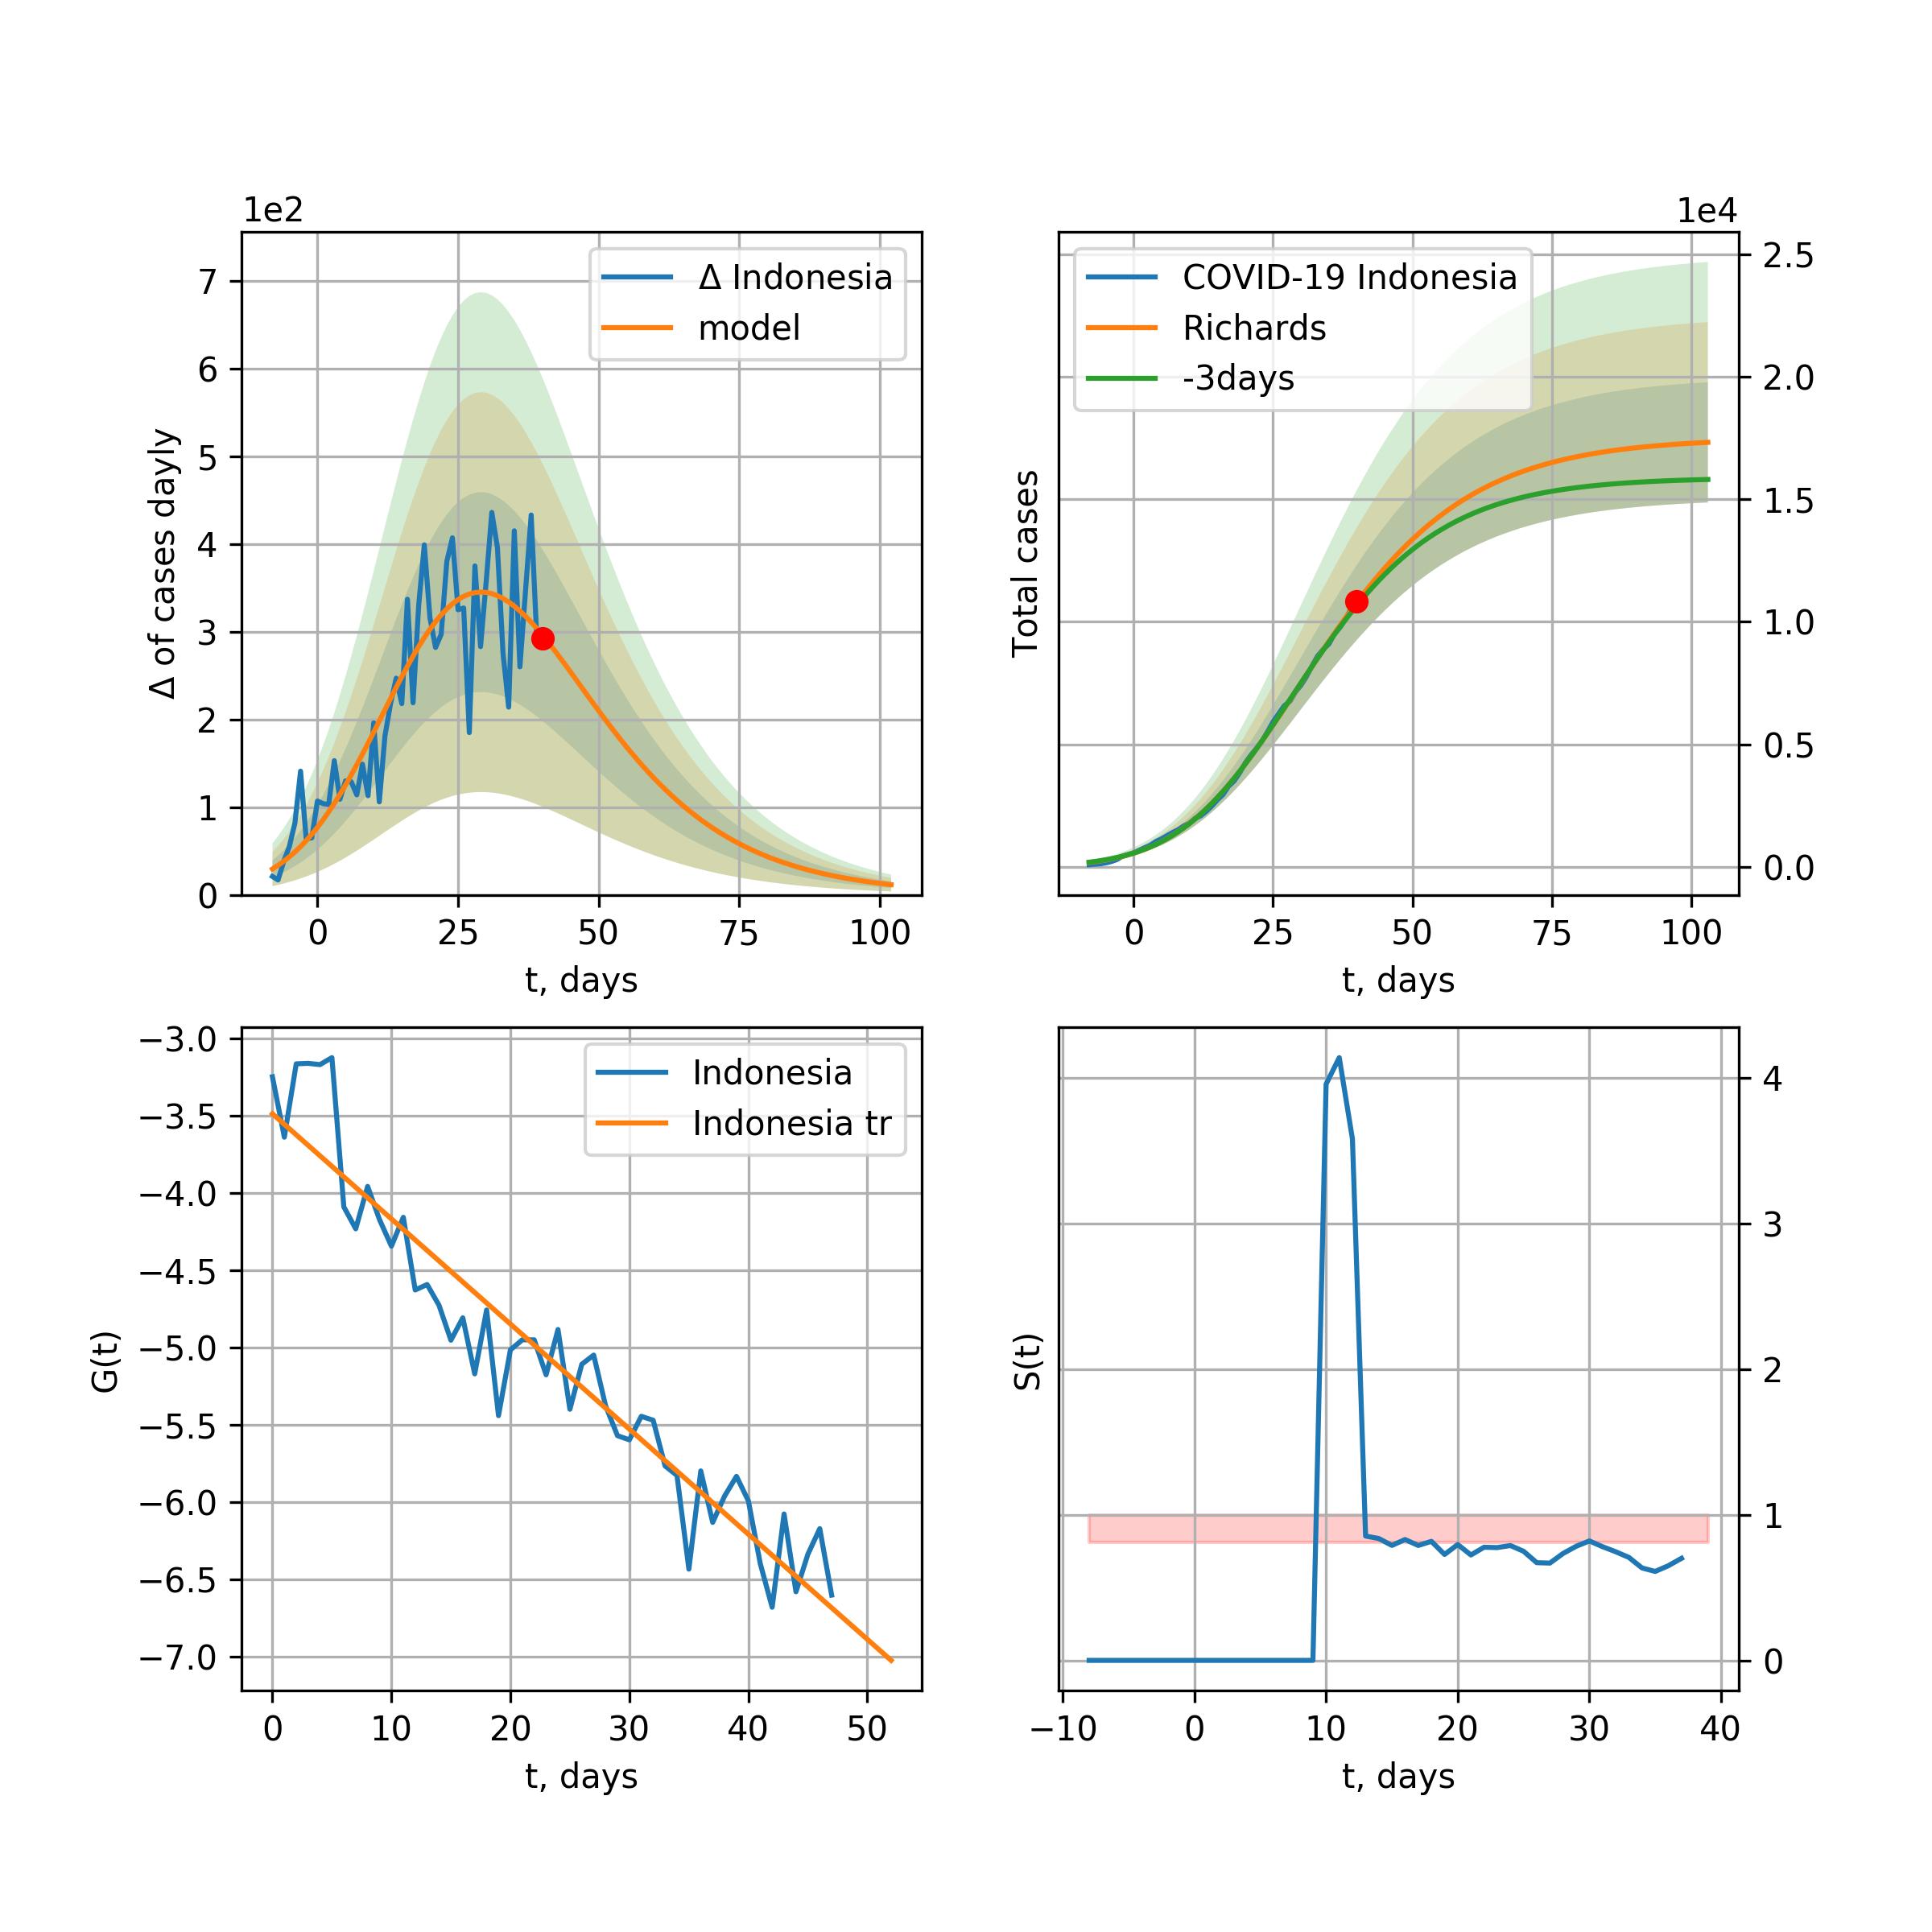 1e2
Δ of cases dayly
7
6
5
4
3
2
1
0
Δ Indonesia
model
0 25 50 75 100
t, days
1e4
Total cases
COVID-19 Indonesia
Richards
-3days
2.5
2.0
1.5
1.0
0.5
0.0
0 25 50 75 100
t, days
G(t)
−3.0
−3.5
−4.0
−4.5
−5.0
−5.5
−6.0
−6.5
−7.0
Indonesia
Indonesia tr
0 10 20 30 40 50
t, days
S(t)
4
3
2
1
0
−10 0 10 20 30 40
t, days